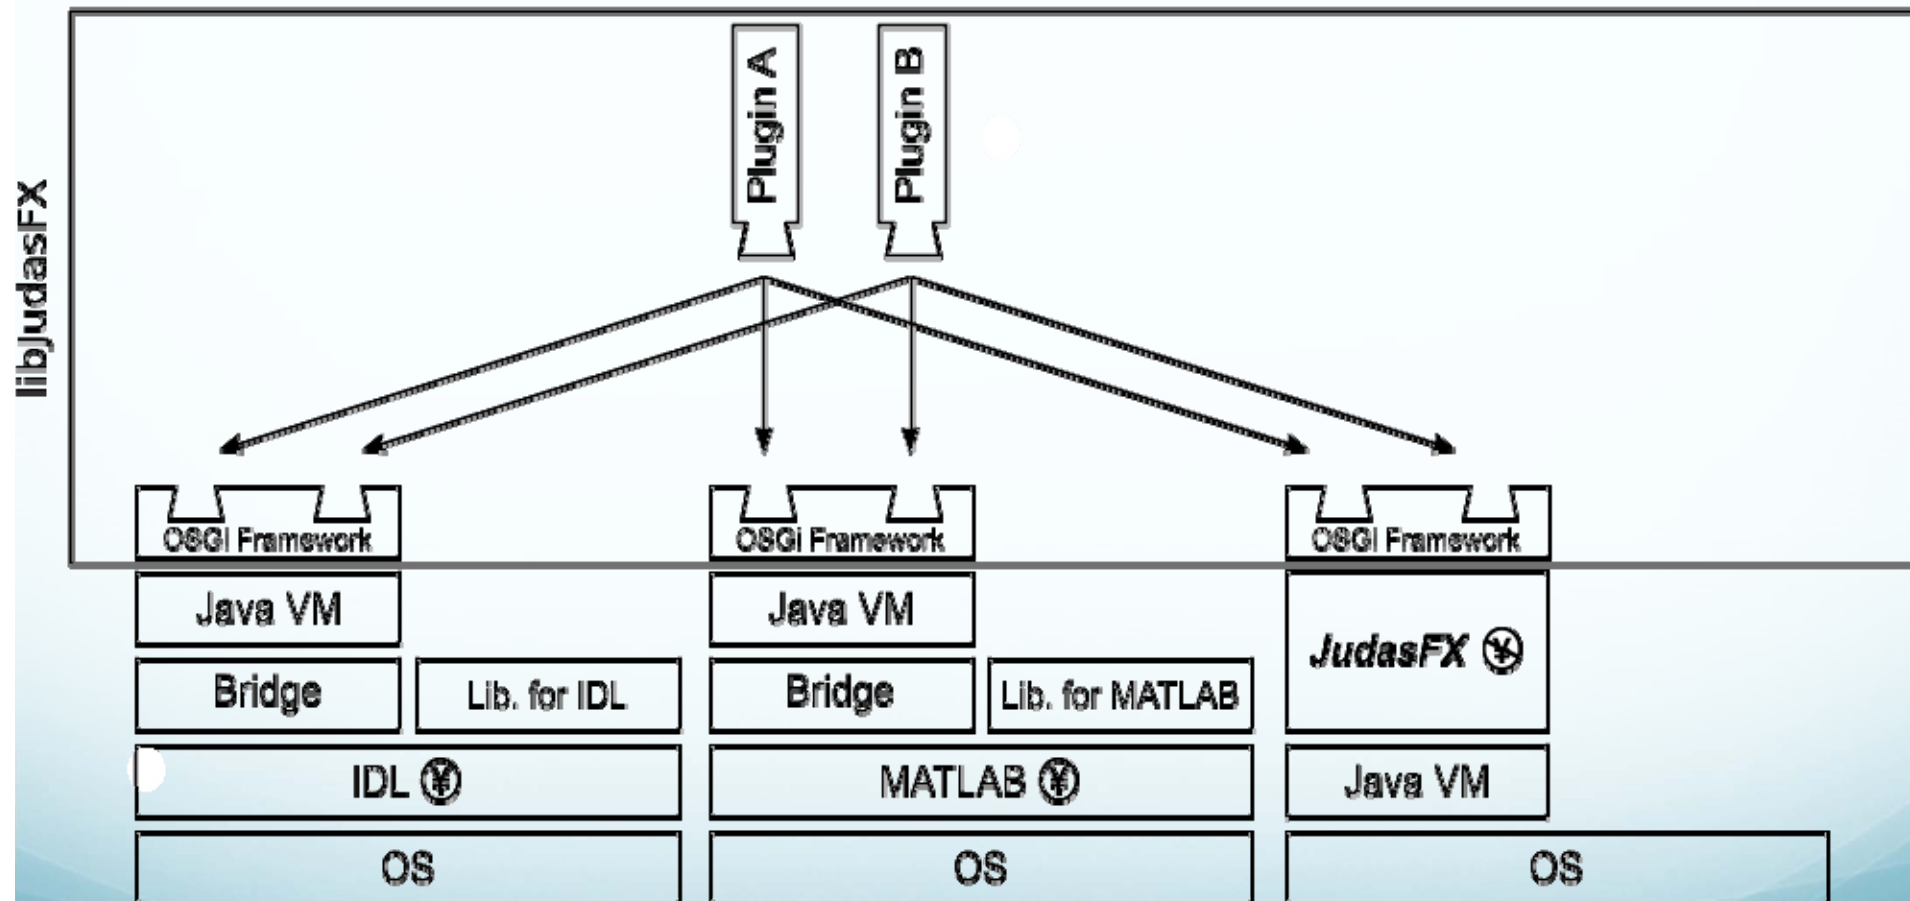 libJudasFX
Plugin A
Plugin B
OSGi Framework
OSGi Framework
OSGi Framework
Java VM
Java VM
JudasFX ¥
Bridge
Lib. for IDL
Bridge
Lib. for MATLAB
IDL ¥
MATLAB ¥
Java VM
OS
OS
OS